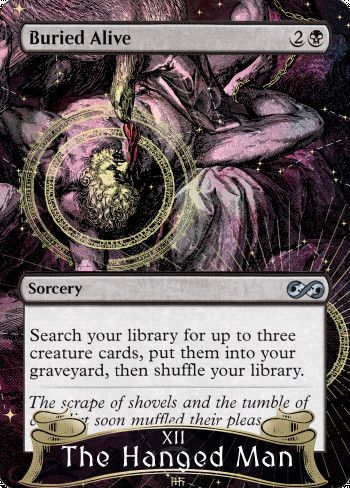 Buried Alive 2
Sorcery
Search your library for up to three
creature cards, put them into your
graveyard, then shuffle your library.
The scrape of shovels and the tumble of
soon muffled their
XII
The Hanged Man